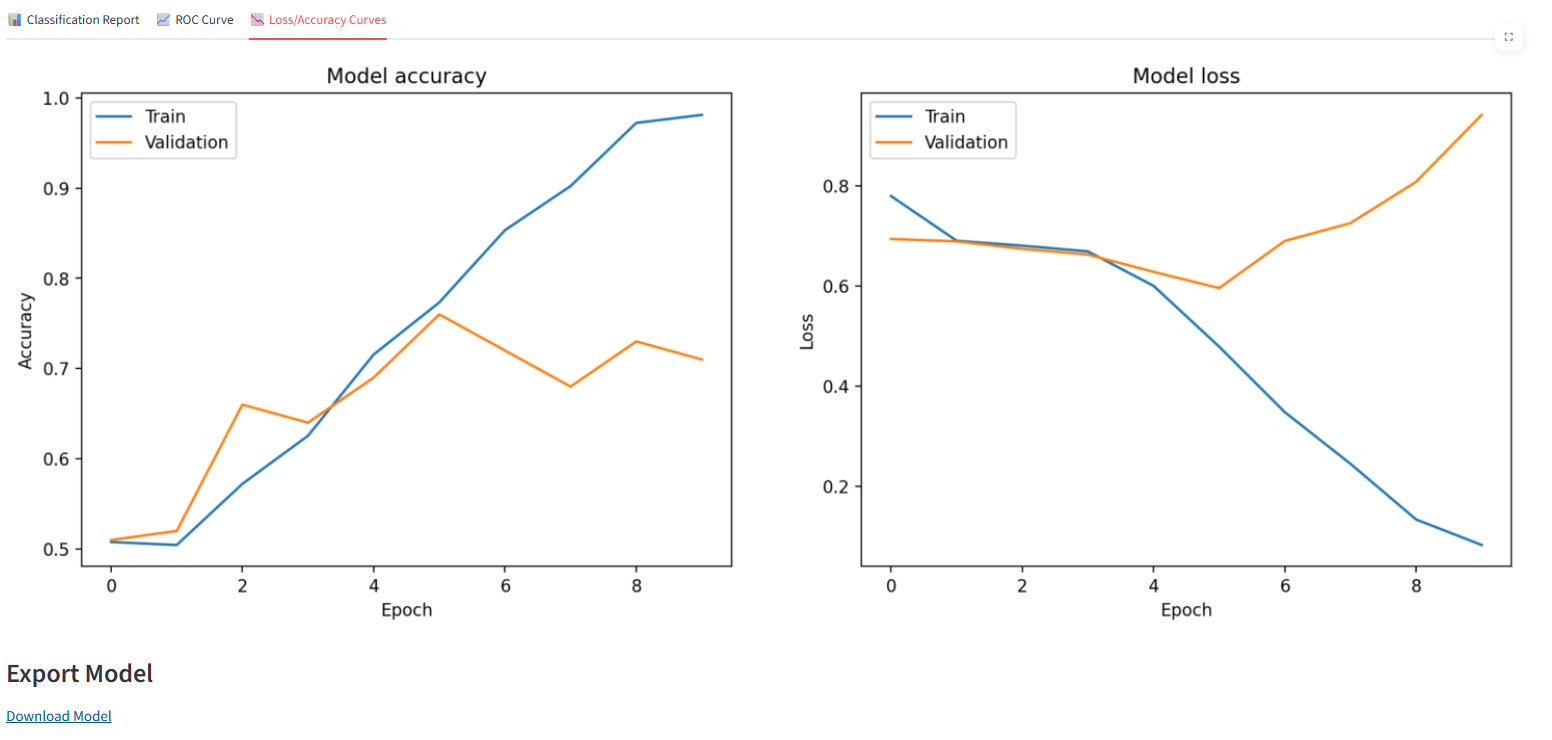 Classification Report ROC Curve Loss/Accuracy Curves
Model accuracy
Train
Validation
1.0
0.9
0.8
0.7
0.6
0.5
Accuracy
0 2 4 6 8
Epoch
Model loss
Train
Validation
0.8
0.6
0.4
0.2
Loss
0 2 4 6 8
Epoch
Export Model
Download Model